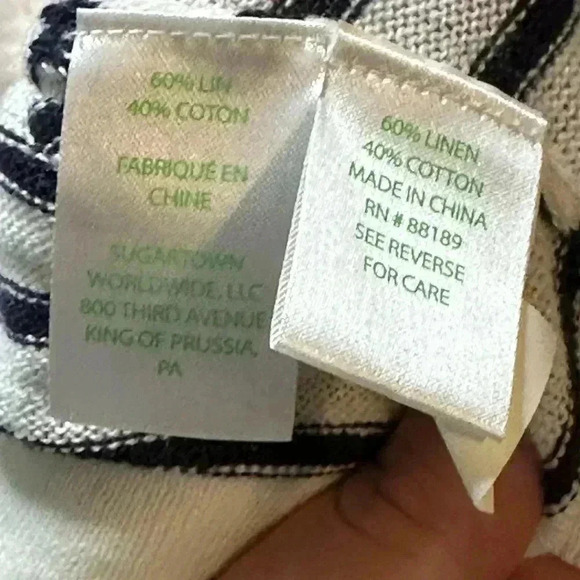 60% LIN
40% COTON
FABRIQUÉ EN
CHINE
SUGARTOWN
WORLDWIDE, LLC
800 THIRD AVENUE
KING OF PRUSSIA,
PA
60% LINEN
40% COTTON
MADE IN CHINA
RN # 88189
SEE REVERSE
FOR CARE